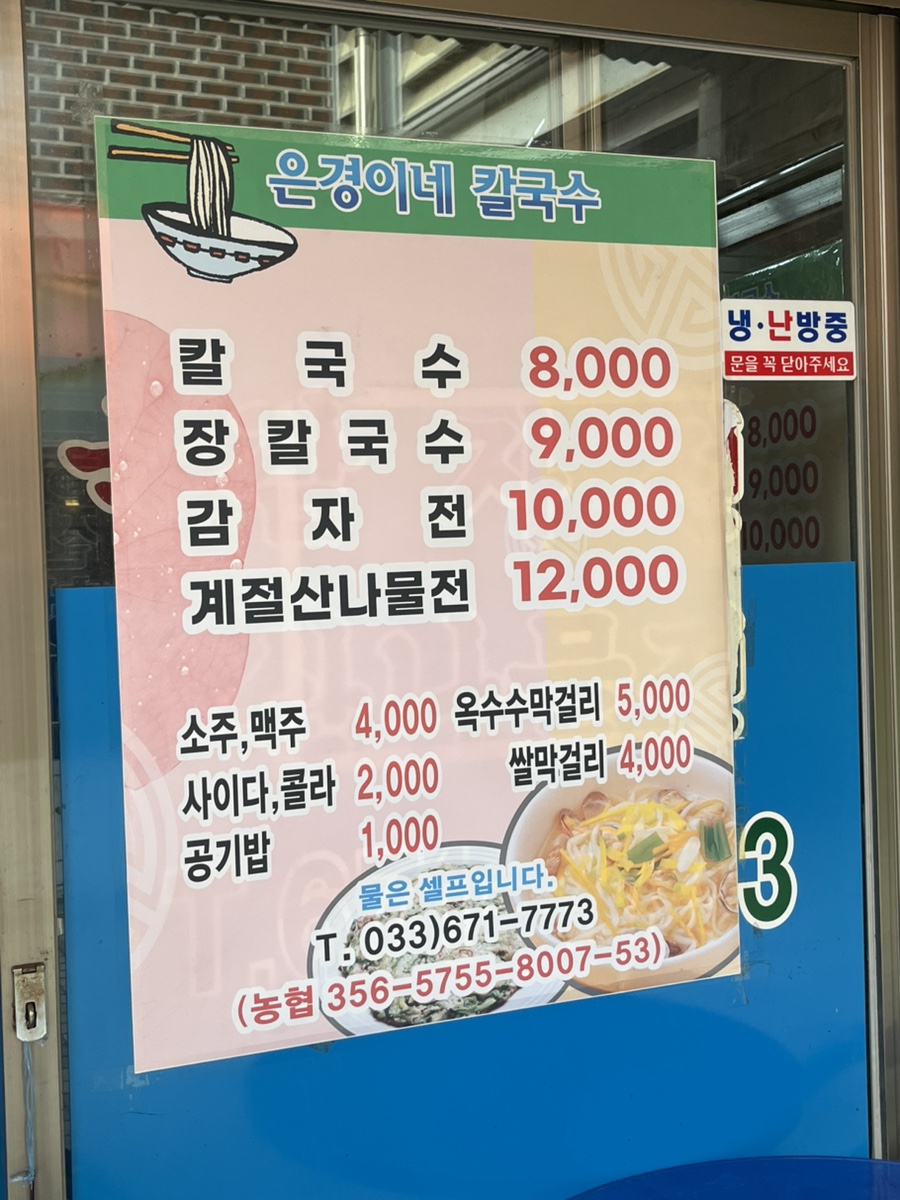 은경이네 칼국수
칼국수 8,000
장칼국수 9,000
감자전 10,000
계절산나물전 12,000
소주,맥주 4,000 옥수수막걸리 5,000
사이다,콜라 2,000 쌀막걸리 4,000
공기밥 1,000
물은 셀프입니다.
T. 033)671-7773
(농협 356-5755-8007-53)
냉·난방중
문을 꼭 닫아주세요
8,000
9,000
10,000
3